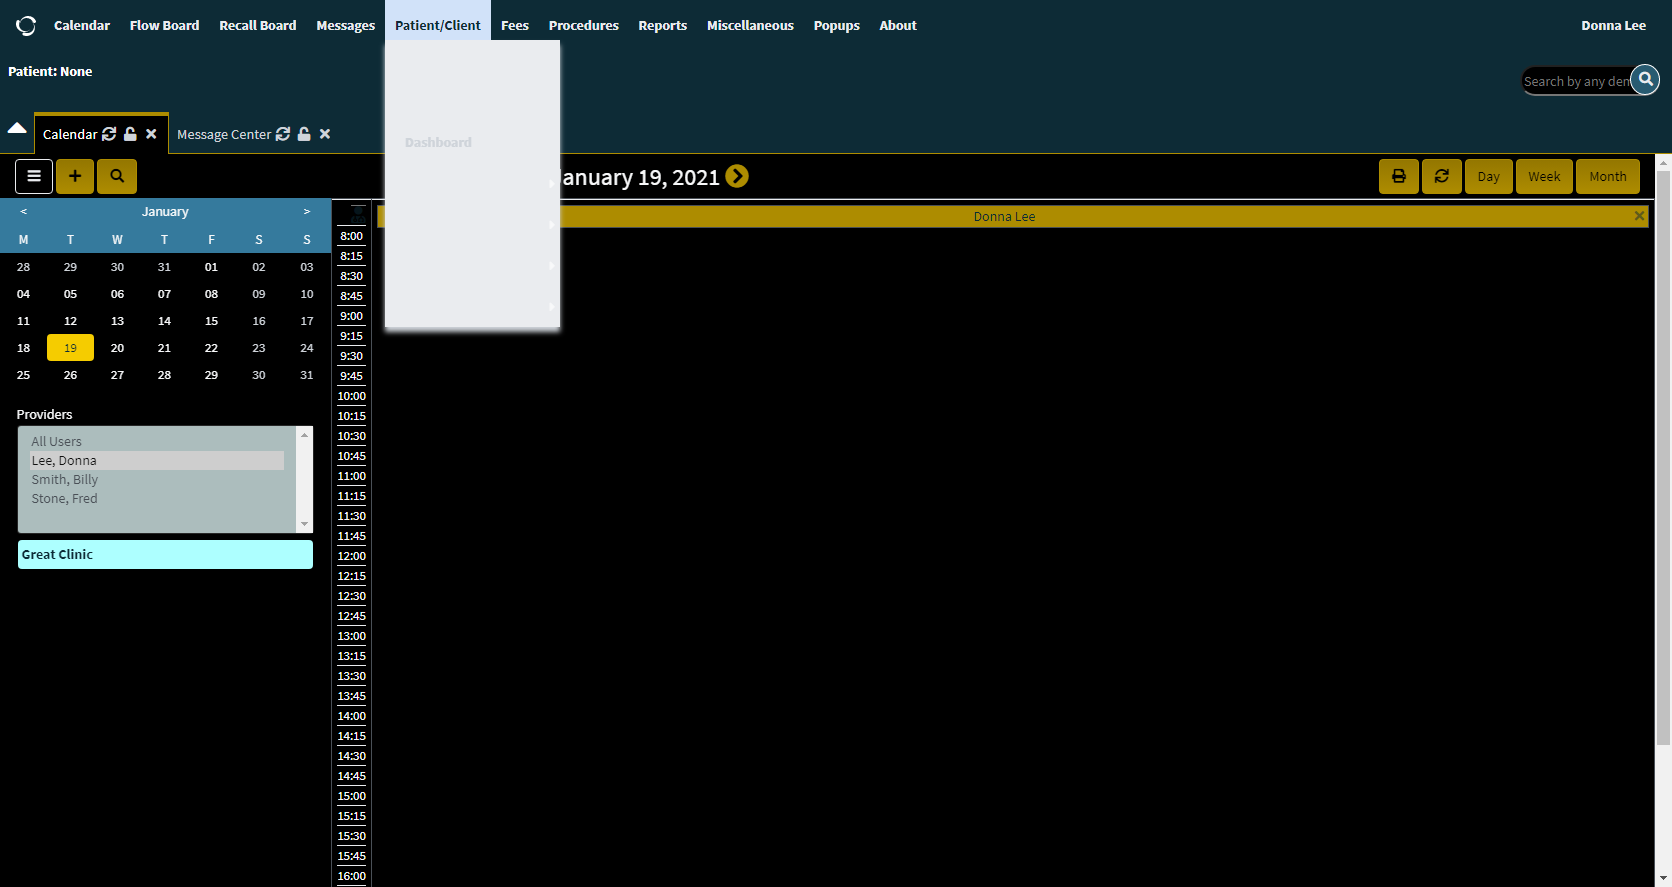 Calendar Flow Board Recall Board Messages Patient/Client Fees Procedures Reports Miscellaneous Popups About Donna Lee
Patient: None
Search by any den
Calendar
Message Center
Dashboard
anuary 19, 2021
Day Week Month
< January >
M T W T F S S
28 29 30 31 01 02 03
04 05 06 07 08 09 10
11 12 13 14 15 16 17
18 19 20 21 22 23 24
25 26 27 28 29 30 31
Providers
All Users
Lee, Donna
Smith, Billy
Stone, Fred
Great Clinic
Donna Lee
8:00
8:15
8:30
8:45
9:00
9:15
9:30
9:45
10:00
10:15
10:30
10:45
11:00
11:15
11:30
11:45
12:00
12:15
12:30
12:45
13:00
13:15
13:30
13:45
14:00
14:15
14:30
14:45
15:00
15:15
15:30
15:45
16:00